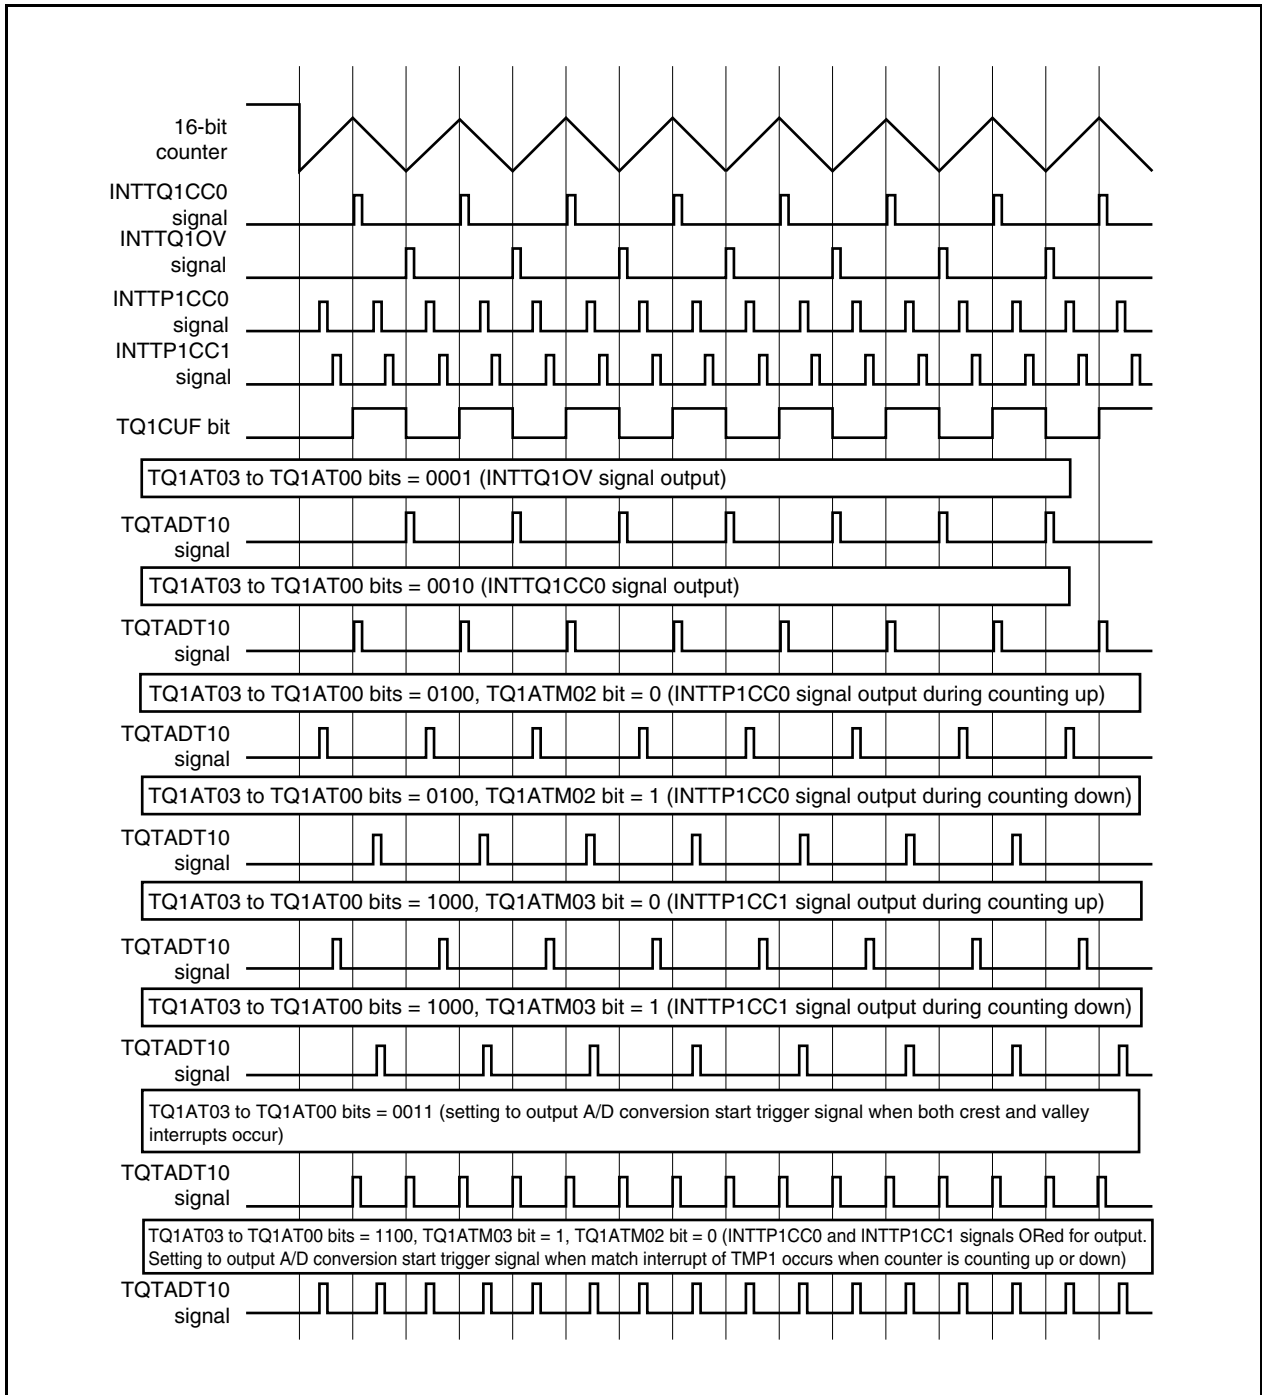 16-bit
counter
INTTQ1CC0
signal
INTTQ1OV
signal
INTTP1CC0
signal
INTTP1CC1
signal
TQ1CUF bit
TQ1AT03 to TQ1AT00 bits = 0001 (INTTQ1OV signal output)
TQTADT10
signal
TQ1AT03 to TQ1AT00 bits = 0010 (INTTQ1CC0 signal output)
TQTADT10
signal
TQ1AT03 to TQ1AT00 bits = 0100, TQ1ATM02 bit = 0 (INTTP1CC0 signal output during counting up)
TQTADT10
signal
TQ1AT03 to TQ1AT00 bits = 0100, TQ1ATM02 bit = 1 (INTTP1CC0 signal output during counting down)
TQTADT10
signal
TQ1AT03 to TQ1AT00 bits = 1000, TQ1ATM03 bit = 0 (INTTP1CC1 signal output during counting up)
TQTADT10
signal
TQ1AT03 to TQ1AT00 bits = 1000, TQ1ATM03 bit = 1 (INTTP1CC1 signal output during counting down)
TQTADT10
signal
TQ1AT03 to TQ1AT00 bits = 0011 (setting to output A/D conversion start trigger signal when both crest and valley
interrupts occur)
TQTADT10
signal
TQ1AT03 to TQ1AT00 bits = 1100, TQ1ATM03 bit = 1, TQ1ATM02 bit = 0 (INTTP1CC0 and INTTP1CC1 signals ORed for output.
Setting to output A/D conversion start trigger signal when match interrupt of TMP1 occurs when counter is counting up or down)
TQTADT10
signal